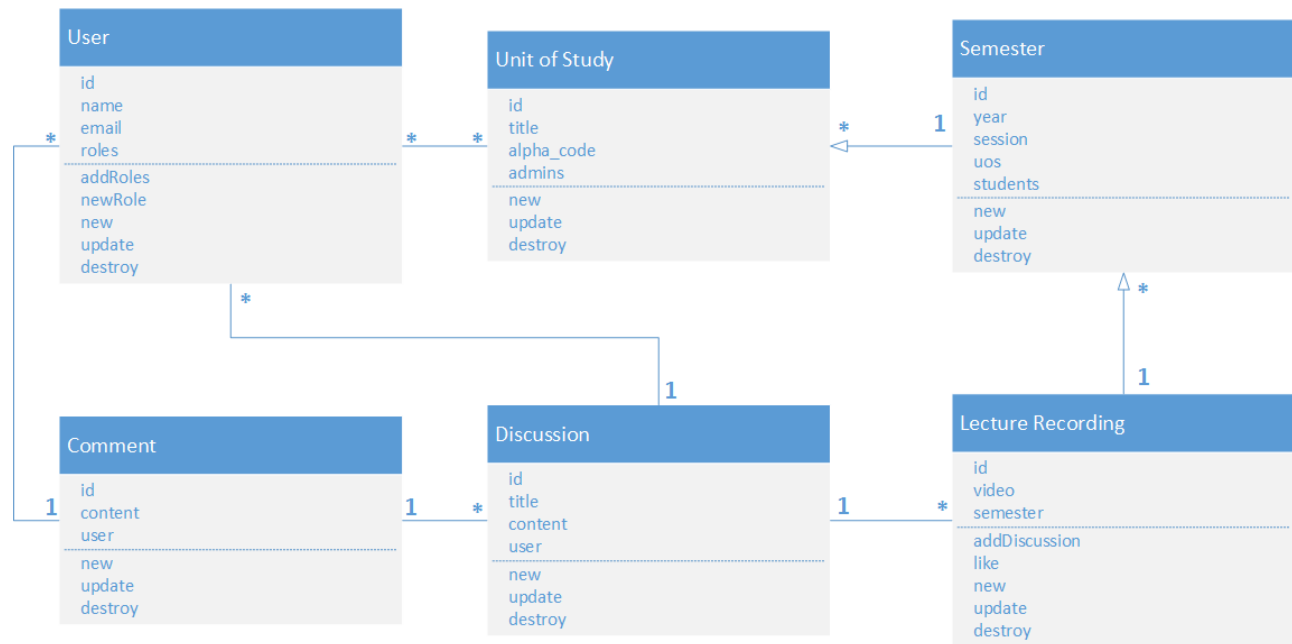 User
id
name
email
roles
addRoles
newRole
new
update
destroy
*
*
*
Unit of Study
id
title
alpha_code
admins
new
update
destroy
*
*
1
Semester
id
year
session
uos
students
new
update
destroy
*
1
Comment
id
content
user
new
update
destroy
1
1
*
Discussion
id
title
content
user
new
update
destroy
1
1
*
Lecture Recording
id
video
semester
addDiscussion
like
new
update
destroy